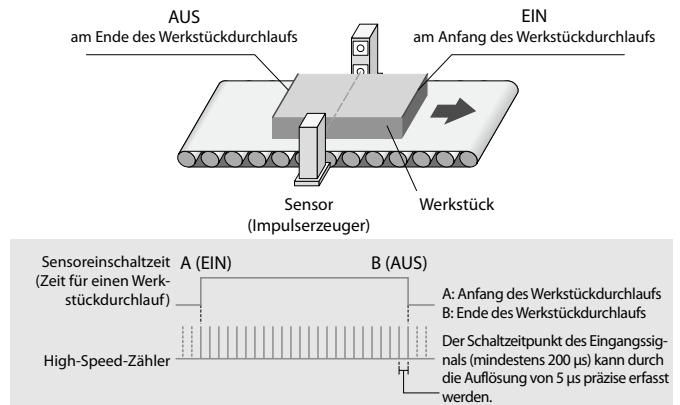 AUS
am Ende des Werkstückdurchlaufs
EIN
am Anfang des Werkstückdurchlaufs
Sensor
(Impulserzeuger)
Werkstück
Sensoreinschaltzeit
(Zeit für einen Werk-
stückdurchlauf)
A (EIN)
B (AUS)
A: Anfang des Werkstückdurchlaufs
B: Ende des Werkstückdurchlaufs
High-Speed-Zähler
Der Schaltzeitpunkt des Eingangssig-
nals (mindestens 200 μs) kann durch
die Auflösung von 5 μs präzise erfasst
werden.